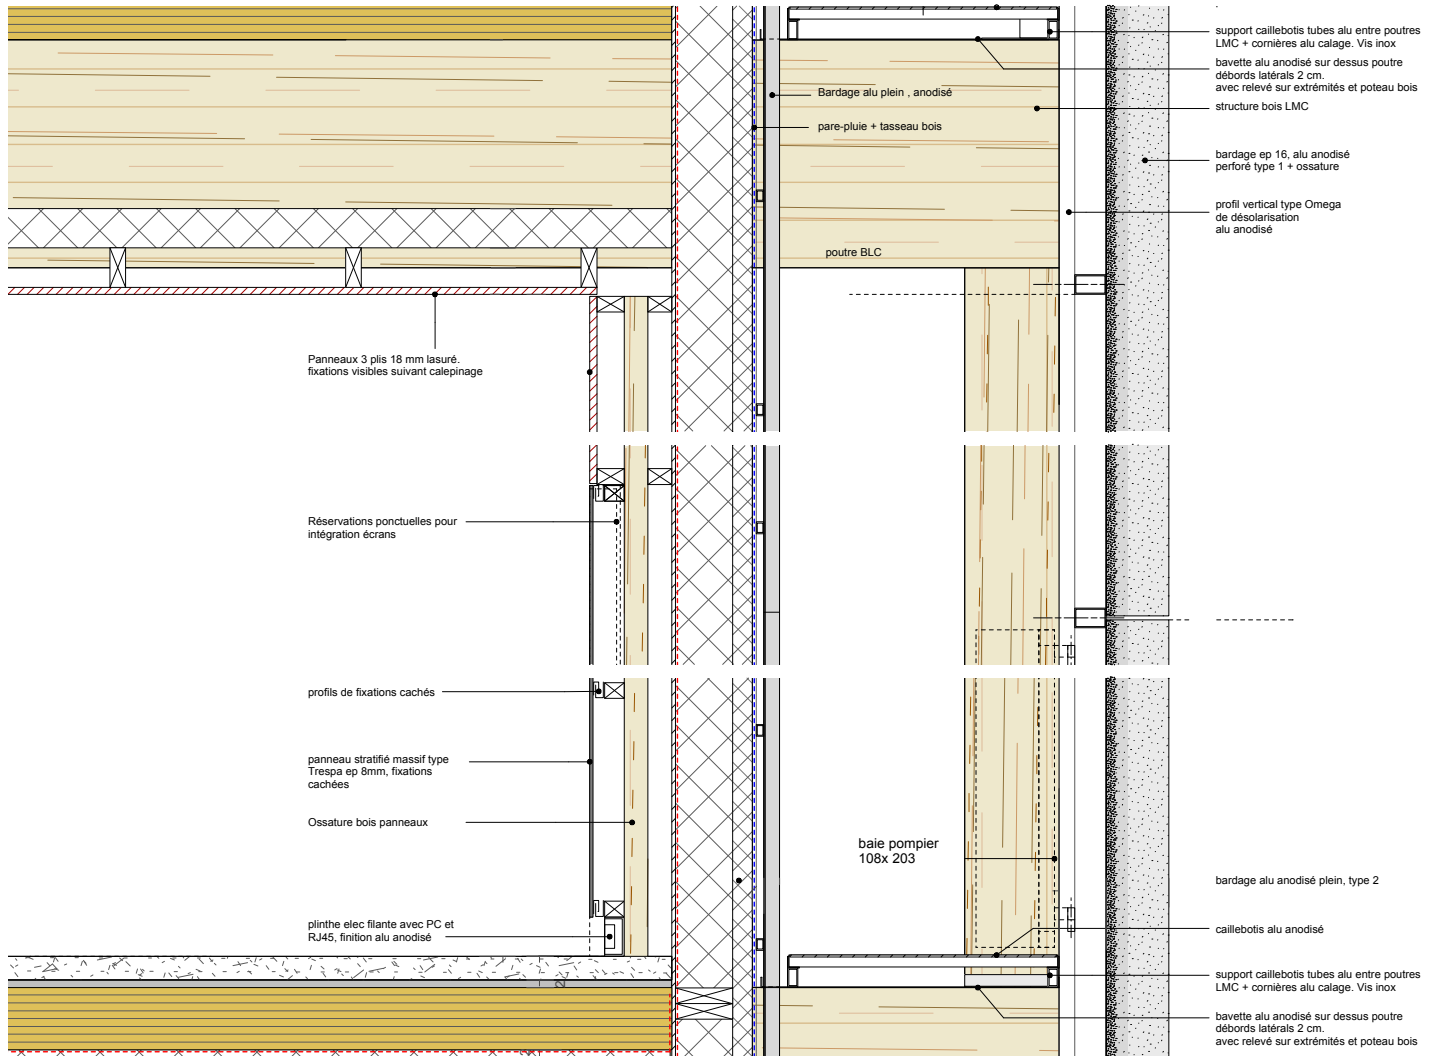 support caillebotis tubes alu entre poutres
LMC + cornières alu calage. Vis inox
bavette alu anodisé sur dessus poutre
débords latérals 2 cm.
avec relevé sur extrémités et poteau bois
Bardage alu plein , anodisé
structure bois LMC
pare-pluie + tasseau bois
bardage ep 16, alu anodisé
perforé type 1 + ossature
profil vertical type Omega
de désolarisation
alu anodisé
poutre BLC
Panneaux 3 plis 18 mm lasuré.
fixations visibles suivant calepinage
Réservations ponctuelles pour
intégration écrans
profils de fixations cachés
panneau stratifié massif type
Trespa ep 8mm, fixations
cachées
Ossature bois panneaux
baie pompier
108x 203
bardage alu anodisé plein, type 2
plinthe elec filante avec PC et
RJ45, finition alu anodisé
caillebotis alu anodisé
support caillebotis tubes alu entre poutres
LMC + cornières alu calage. Vis inox
bavette alu anodisé sur dessus poutre
débords latérals 2 cm.
avec relevé sur extrémités et poteau bois